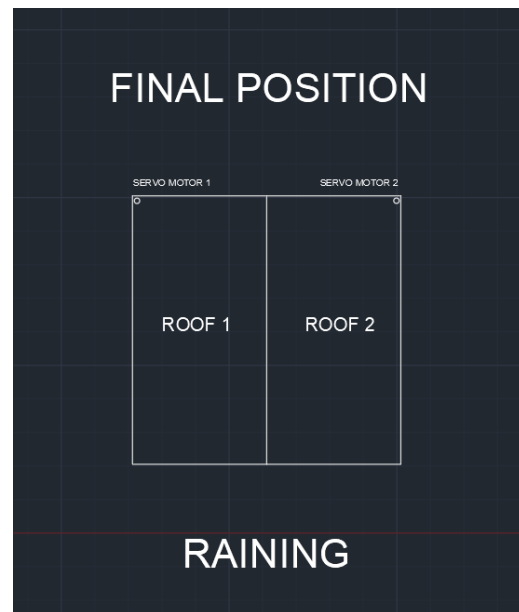 FINAL POSITION
SERVO MOTOR 1
SERVO MOTOR 2
ROOF 1
ROOF 2
RAINING